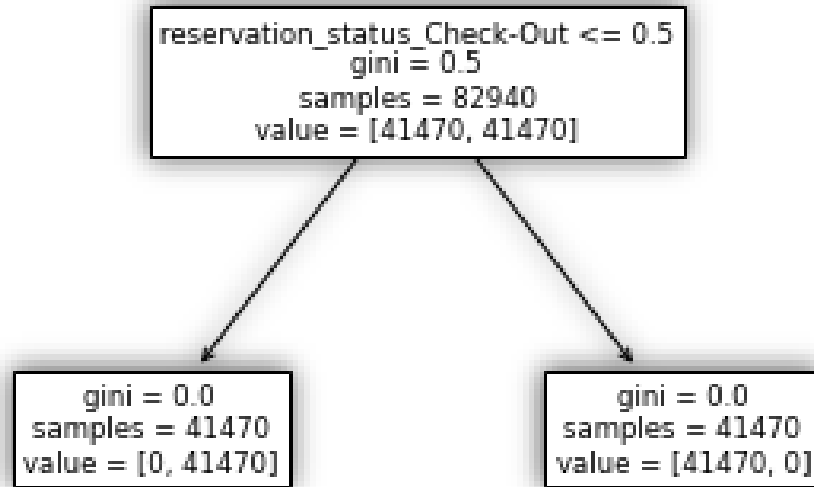 reservation_status_Check-Out <= 0.5
gini = 0.5
samples = 82940
value = [41470, 41470]
gini = 0.0
samples = 41470
value = [0, 41470]
gini = 0.0
samples = 41470
value = [41470, 0]